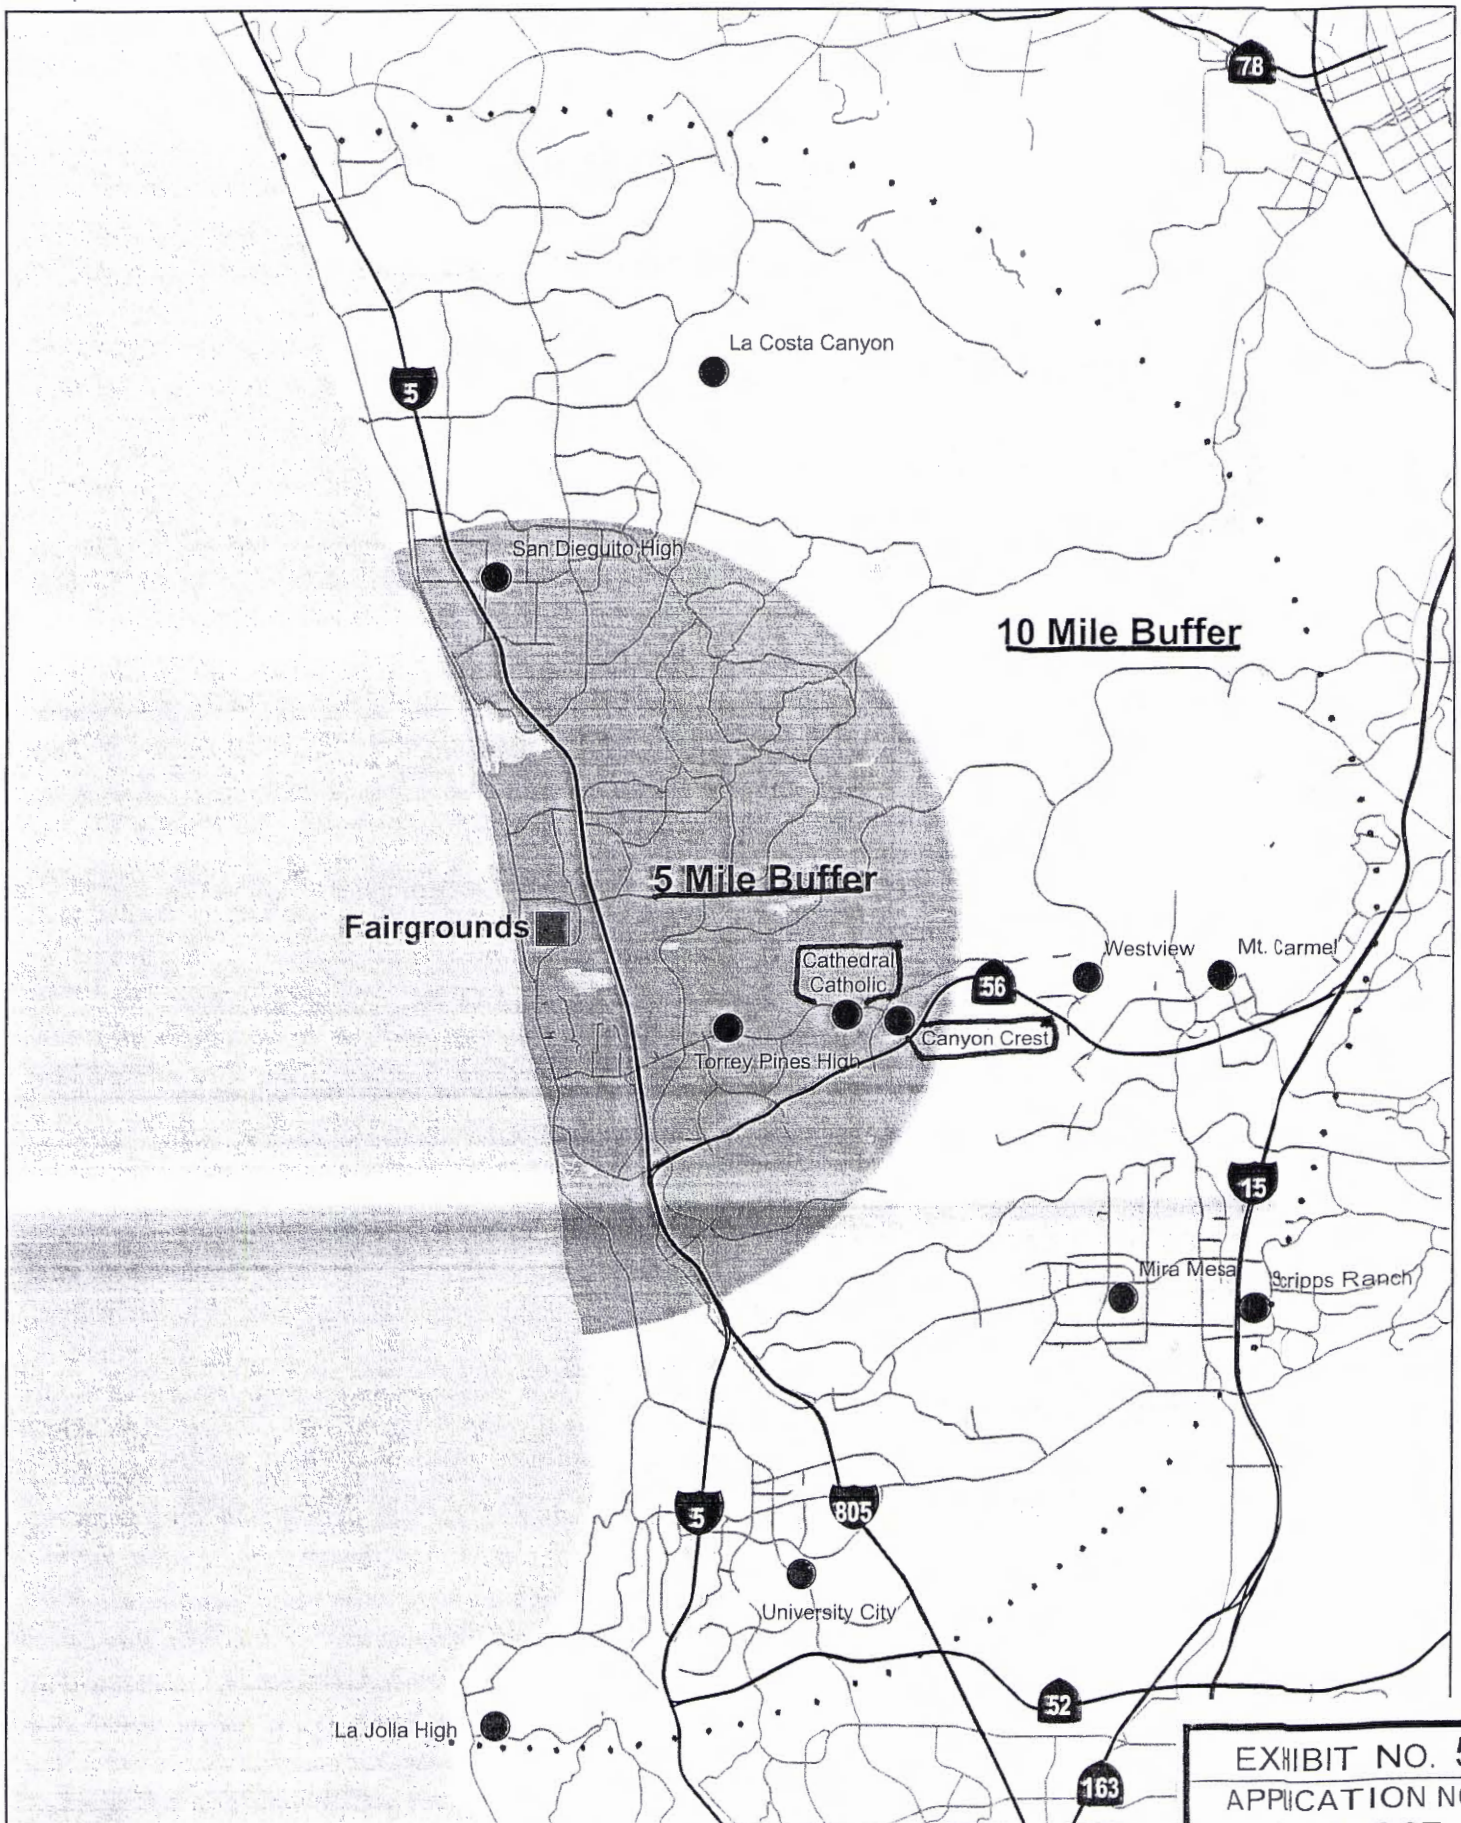 78
La Costa Canyon
5
San Dieguito High
10 Mile Buffer
5 Mile Buffer
Fairgrounds
Cathedral
Catholic
56
Westview
Mt. Carmel
Canyon Crest
Torrey Pines High
15
Mira Mesa
Scripps Ranch
5
805
University City
52
La Jolla High
163
EXHIBIT NO. 5
APPLICATION NO